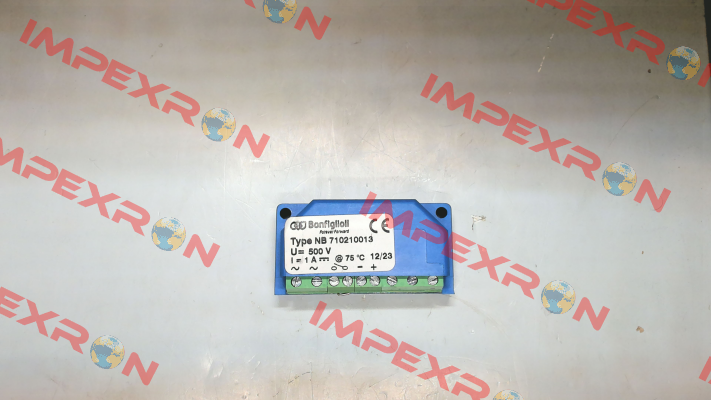 IMPEXRON
IMPEXRON
IMPEXRON
IMPEXRON
IMPEXRON
IMPEXRON
IMPEXRON
IMPEXRON
Bonfiglioli
Forever Forward
CE
Type NB 710210013
U= 500 V
I = 1 A ⎓ @ 75 °C 12/23
~ ~ − +